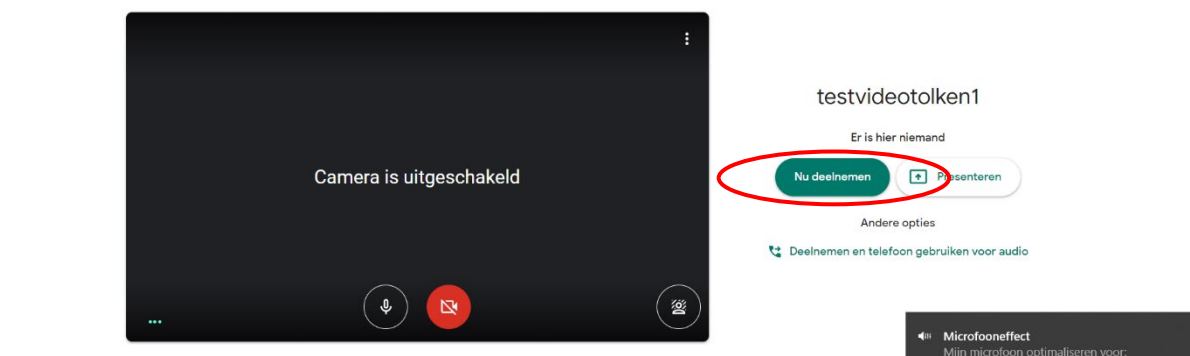 testvideotolken1
Er is hier niemand
Camera is uitgeschakeld
Nu deelnemen
Presenteren
Andere opties
Deelnemen en telefoon gebruiken voor audio
Microfooneffect
Mijn microfoon optimaliseren voor: